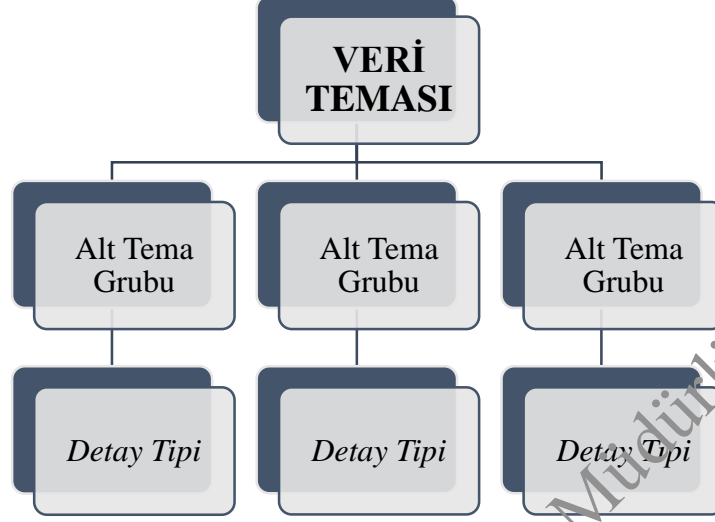 VERİ
TEMASI
Alt Tema
Grubu
Alt Tema
Grubu
Alt Tema
Grubu
Detay Tipi
Detay Tipi
Detay Tipi